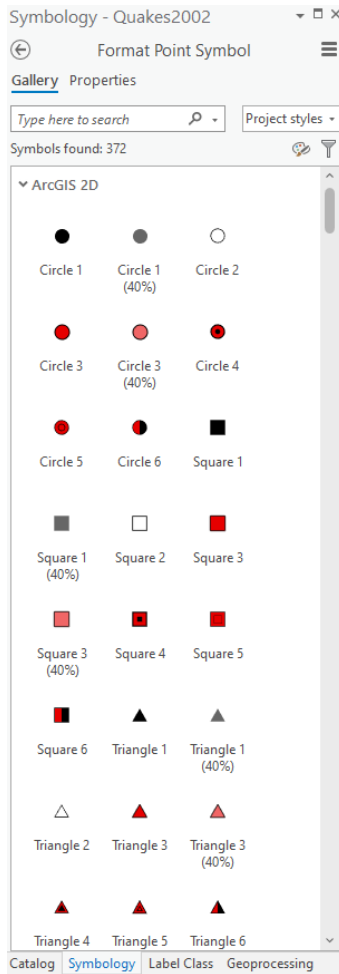 Symbology - Quakes2002
Format Point Symbol
Gallery Properties
Type here to search Project styles
Symbols found: 372
ArcGIS 2D
Circle 1 Circle 1 (40%) Circle 2
Circle 3 Circle 3 (40%) Circle 4
Circle 5 Circle 6 Square 1
Square 1 (40%) Square 2 Square 3
Square 3 (40%) Square 4 Square 5
Square 6 Triangle 1 Triangle 1 (40%)
Triangle 2 Triangle 3 Triangle 3 (40%)
Triangle 4 Triangle 5 Triangle 6
Catalog Symbology Label Class Geoprocessing